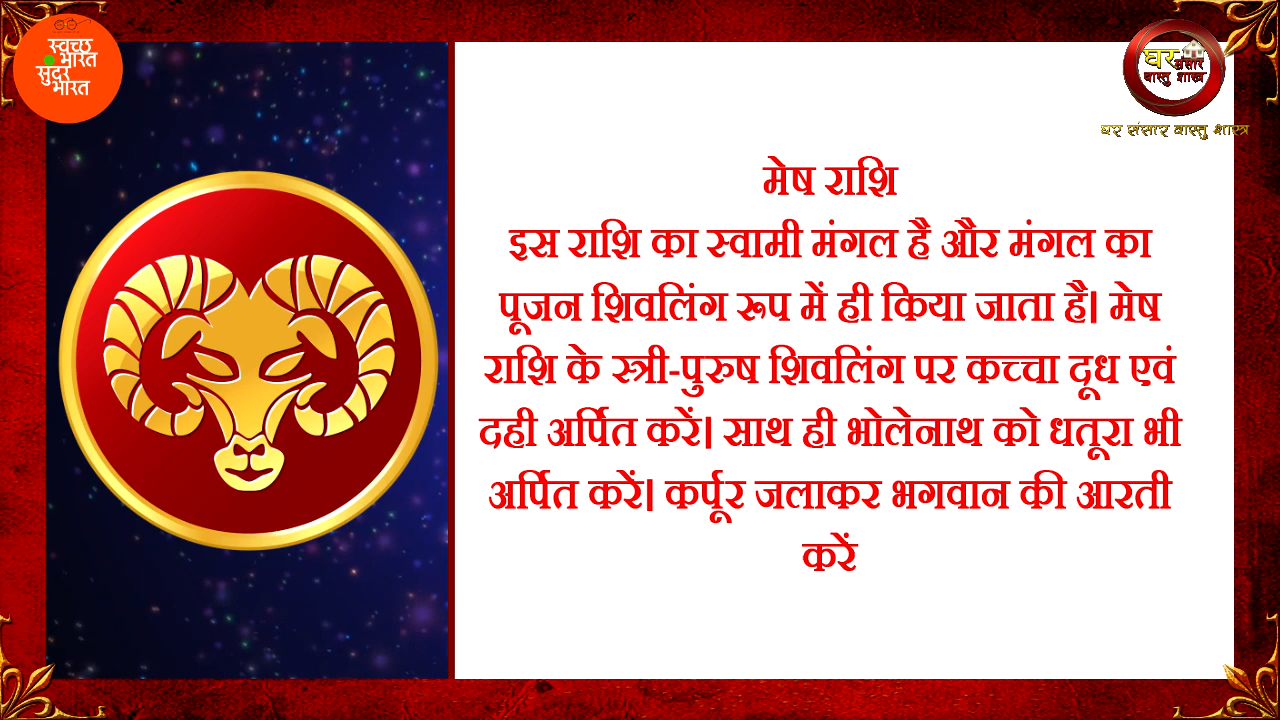 स्वच्छ
भारत
सुंदर
भारत
घर
संसार
वास्तु शास्त्र
घर संसार वास्तु शास्त्र
मेष राशि
इस राशि का स्वामी मंगल है और मंगल का
पूजन शिवलिंग रूप में ही किया जाता है। मेष
राशि के स्त्री-पुरुष शिवलिंग पर कच्चा दूध एवं
दही अर्पित करें। साथ ही भोलेनाथ को धतूरा भी
अर्पित करें। कर्पूर जलाकर भगवान की आरती
करें